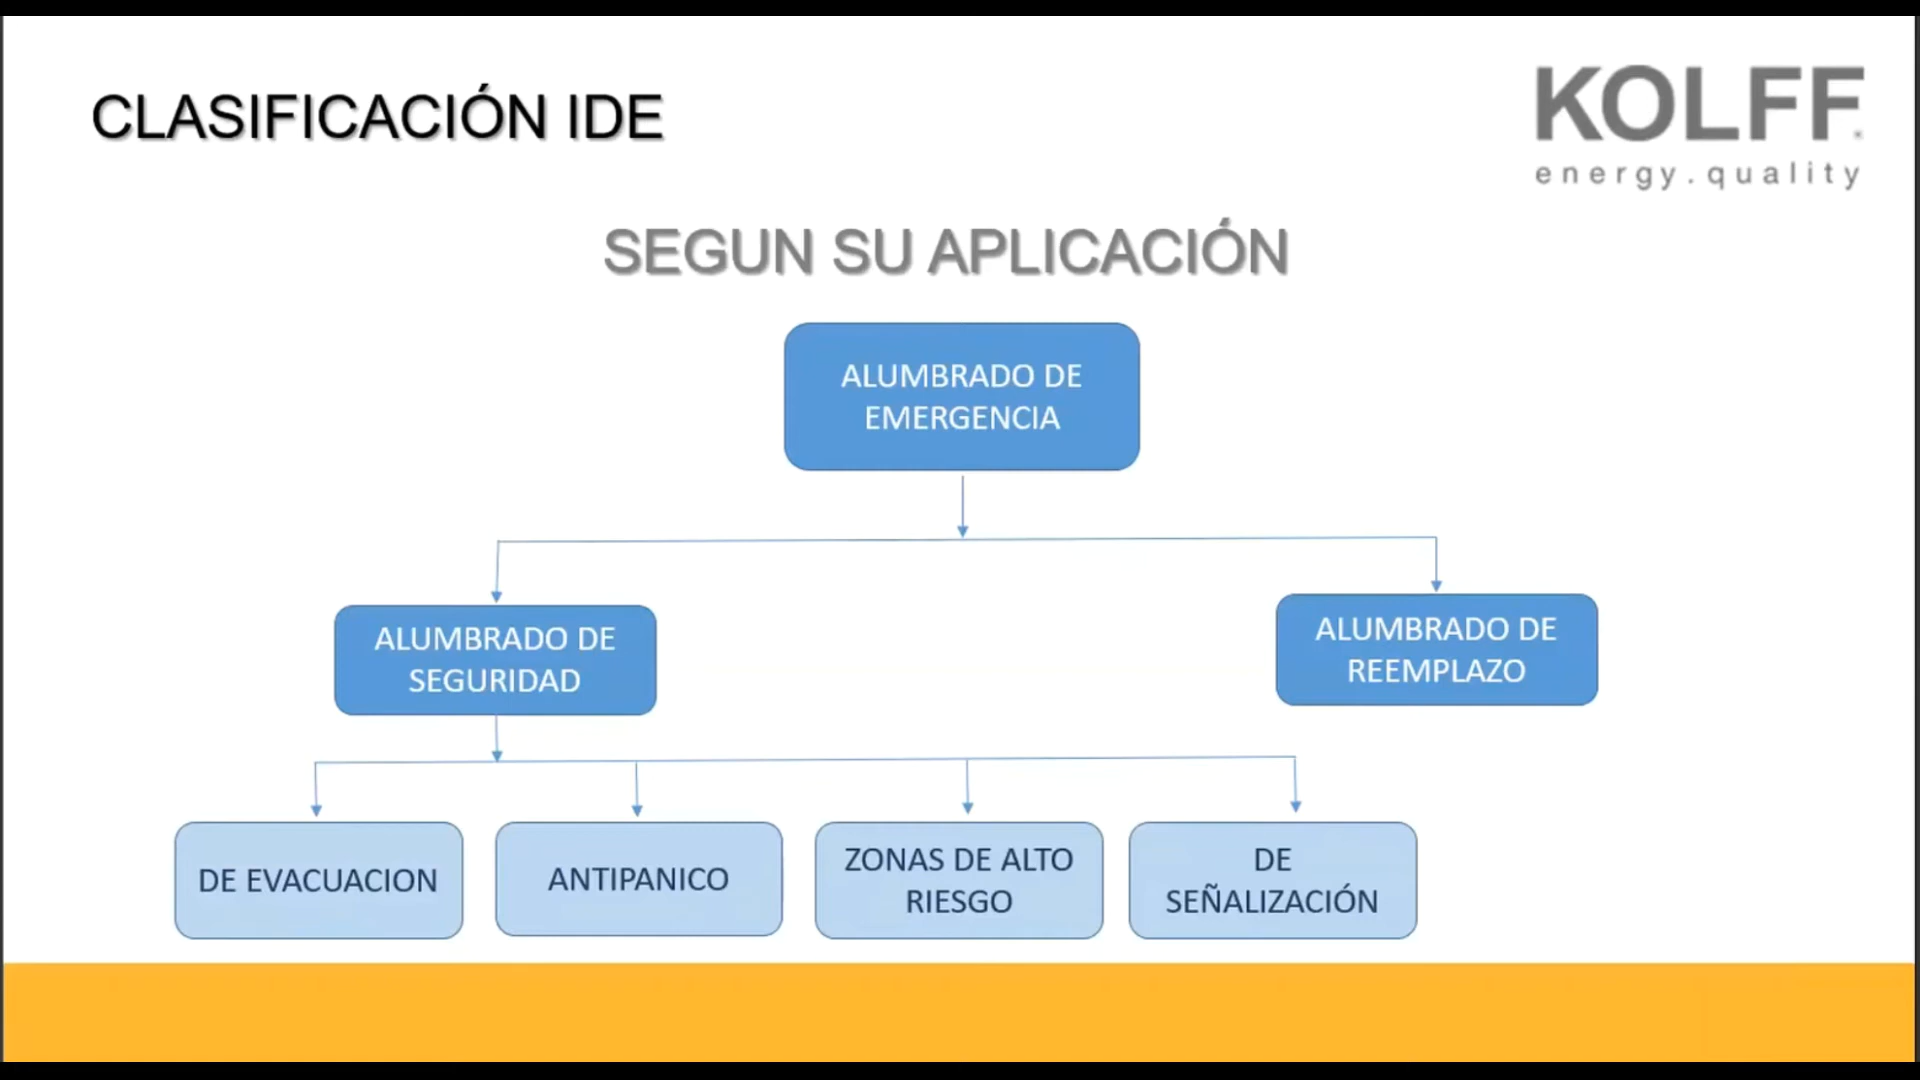 CLASIFICACIÓN IDE
KOLFF
energy.quality
SEGUN SU APLICACIÓN
ALUMBRADO DE
EMERGENCIA
ALUMBRADO DE
SEGURIDAD
ALUMBRADO DE
REEMPLAZO
DE EVACUACION
ANTIPANICO
ZONAS DE ALTO
RIESGO
DE
SEÑALIZACIÓN